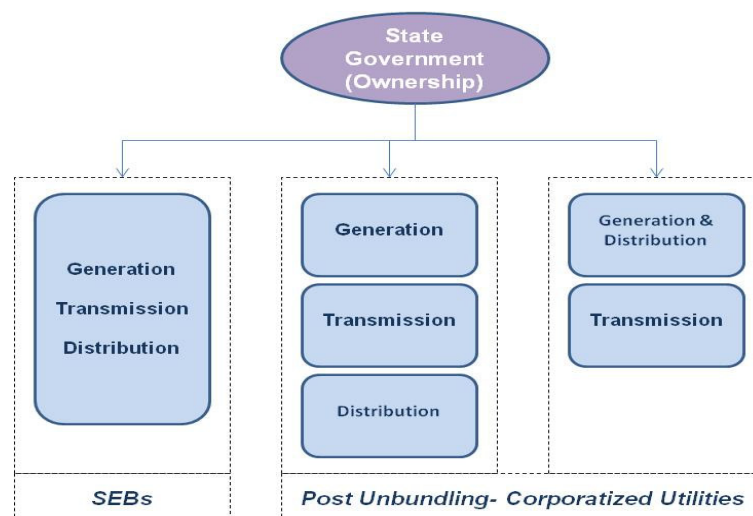 State
Government
(Ownership)
Generation
Transmission
Distribution
Generation
Transmission
Distribution
Generation &
Distribution
Transmission
SEBs
Post Unbundling- Corporatized Utilities